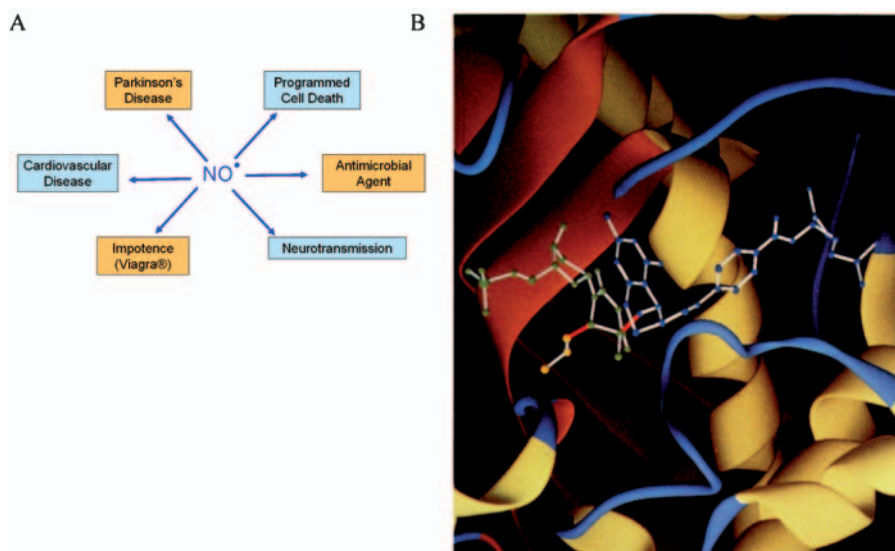 A
B
Parkinson's
Disease
Programmed
Cell Death
Cardiovascular
Disease
NO•
Antimicrobial
Agent
Impotence
(Viagra®)
Neurotransmission